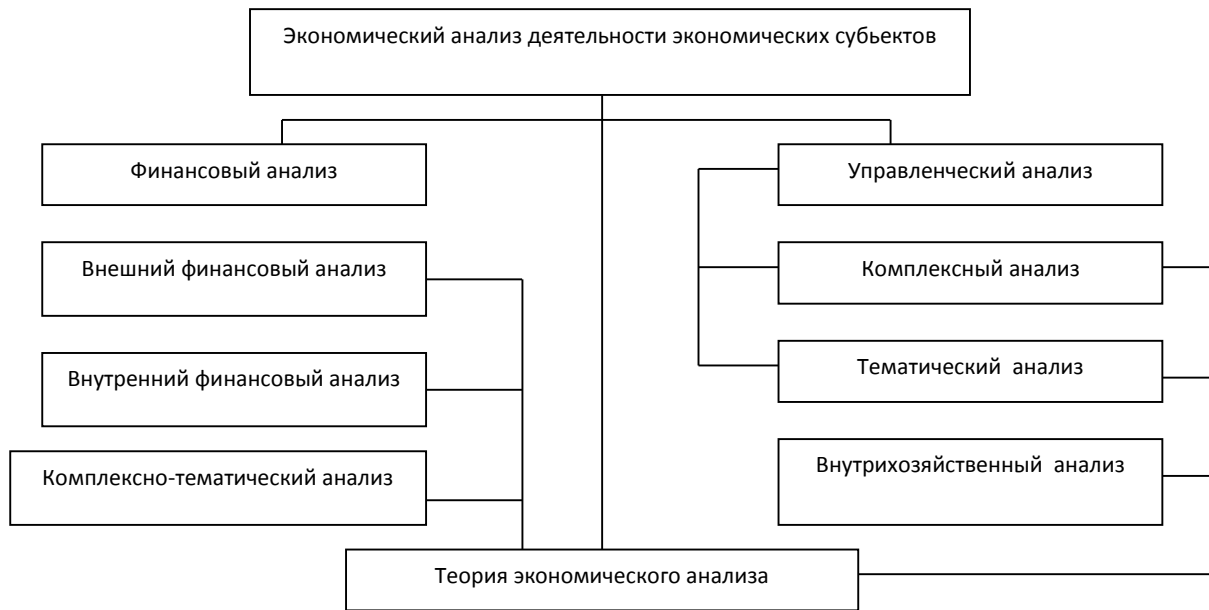 Экономический анализ деятельности экономических субьектов
Финансовый анализ
Управленческий анализ
Внешний финансовый анализ
Комплексный анализ
Внутренний финансовый анализ
Тематический  анализ
Комплексно-тематический анализ
Внутрихозяйственный  анализ
Теория экономического анализа